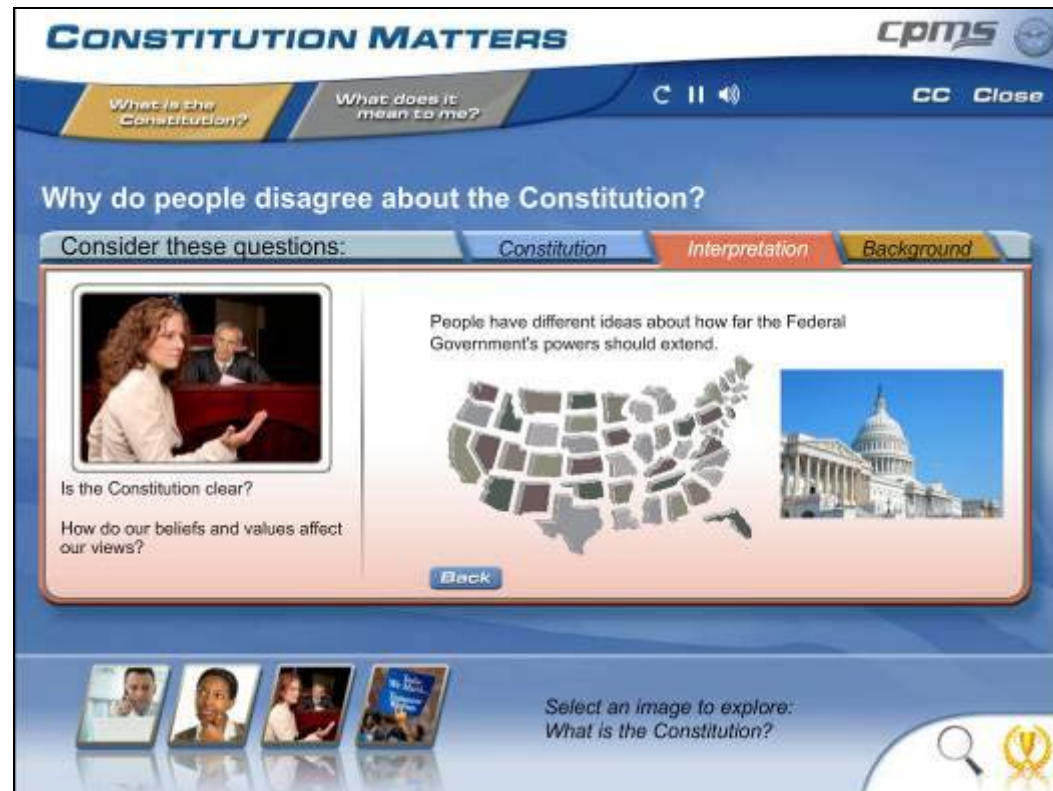 CONSTITUTION MATTERS
cpms
What is the
Constitution?
What does it
mean to me?
CC Close
Why do people disagree about the Constitution?
Consider these questions:
Constitution
Interpretation
Background
People have different ideas about how far the Federal
Government's powers should extend.
Is the Constitution clear?
How do our beliefs and values affect
our views?
Back
Select an image to explore:
What is the Constitution?